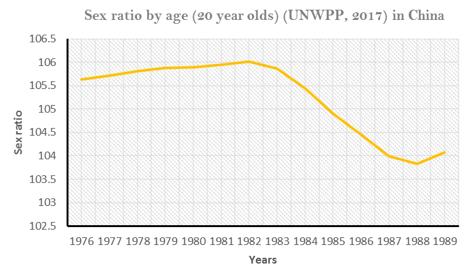 Sex ratio by age (20 year olds) (UNWPP, 2017) in China
106.5
106
105.5
105
104.5
104
103.5
103
102.5
Sex ratio
1976 1977 1978 1979 1980 1981 1982 1983 1984 1985 1986 1987 1988 1989
Years